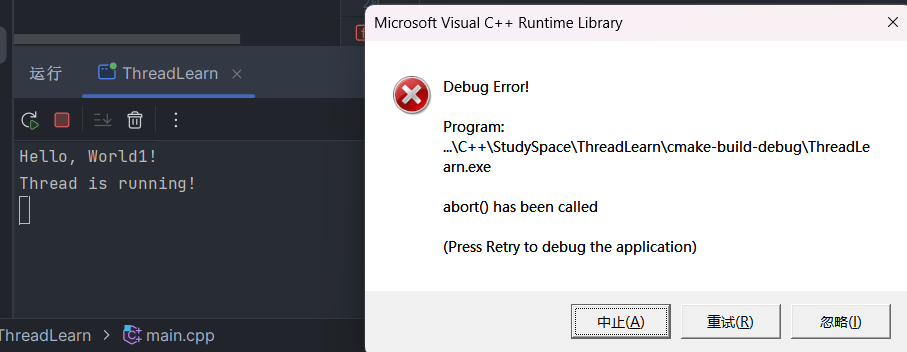 Microsoft Visual C++ Runtime Library
运行
ThreadLearn
Debug Error!
Program:
...\C++\StudySpace\ThreadLearn\cmake-build-debug\ThreadLe
arn.exe
abort() has been called
(Press Retry to debug the application)
中止(A)
重试(R)
忽略(I)
Hello, World1!
Thread is running!
ThreadLearn
main.cpp